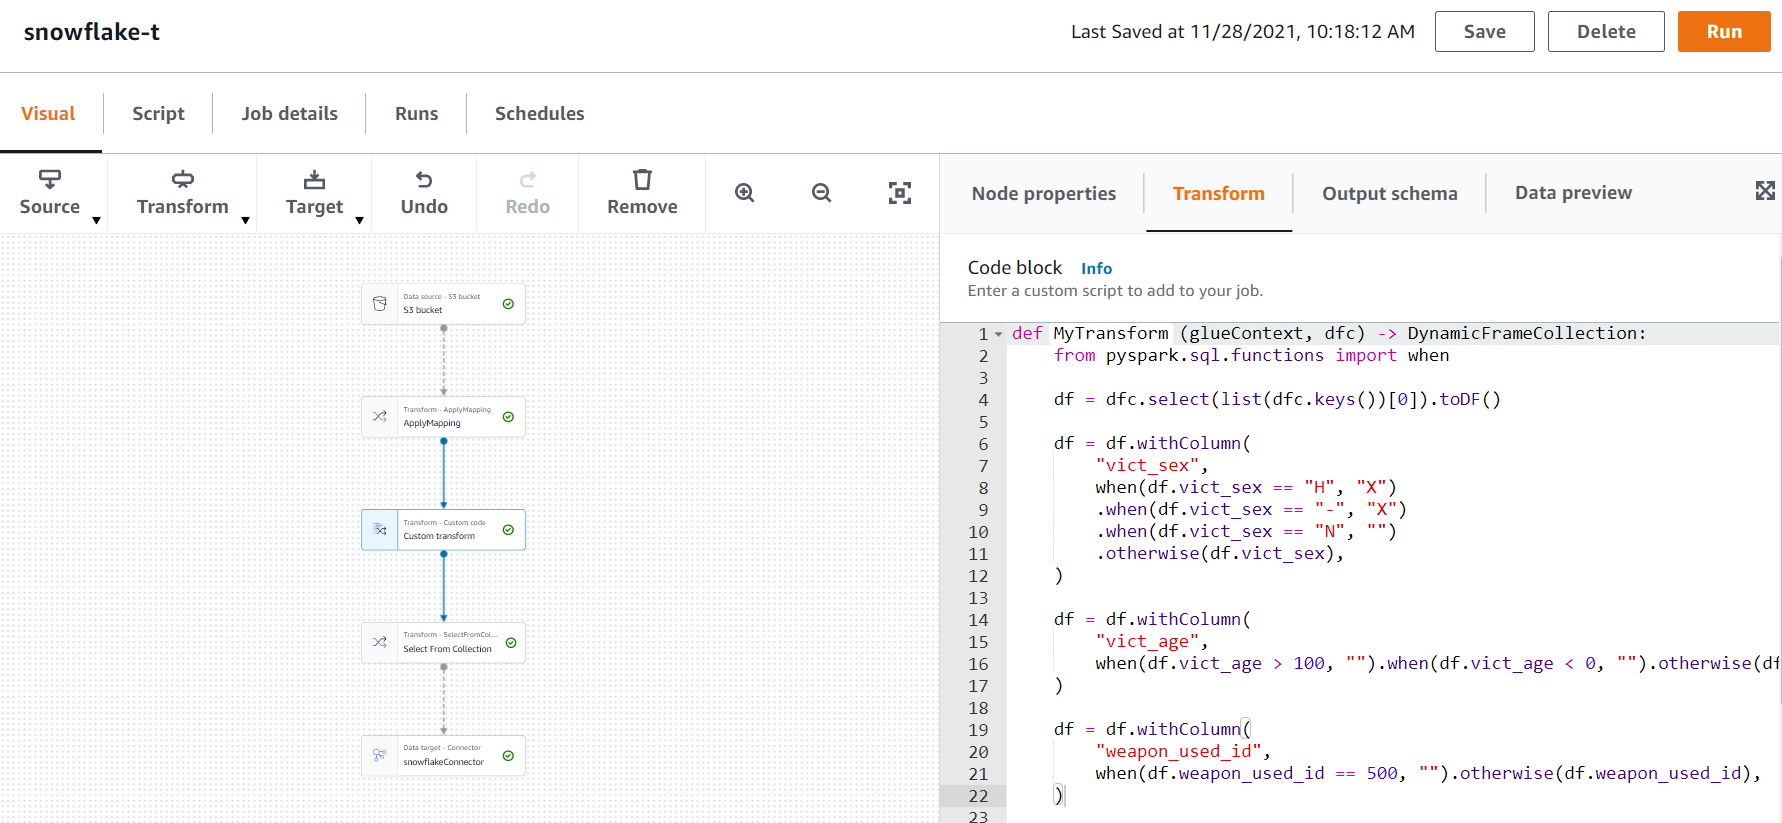 snowflake-t
Last Saved at 11/28/2021, 10:18:12 AM
Save
Delete
Run
Visual
Script
Job details
Runs
Schedules
Source
Transform
Target
Undo
Redo
Remove
Node properties
Transform
Output schema
Data preview
Data source - S3 bucket
S3 bucket
Transform - ApplyMapping
ApplyMapping
Transform - Custom code
Custom transform
Transform - SelectFromCol...
Select From Collection
Data target - Connector
snowflakeConnector
Code block Info
Enter a custom script to add to your job.
1 def MyTransform (glueContext, dfc) -> DynamicFrameCollection:
2     from pyspark.sql.functions import when
3
4     df = dfc.select(list(dfc.keys())[0]).toDF()
5
6     df = df.withColumn(
7         "vict_sex",
8         when(df.vict_sex == "H", "X")
9         .when(df.vict_sex == "-", "X")
10         .when(df.vict_sex == "N", "")
11         .otherwise(df.vict_sex),
12     )
13
14     df = df.withColumn(
15         "vict_age",
16         when(df.vict_age > 100, "").when(df.vict_age < 0, "").otherwise(df
17     )
18
19     df = df.withColumn(
20         "weapon_used_id",
21         when(df.weapon_used_id == 500, "").otherwise(df.weapon_used_id),
22     )
23